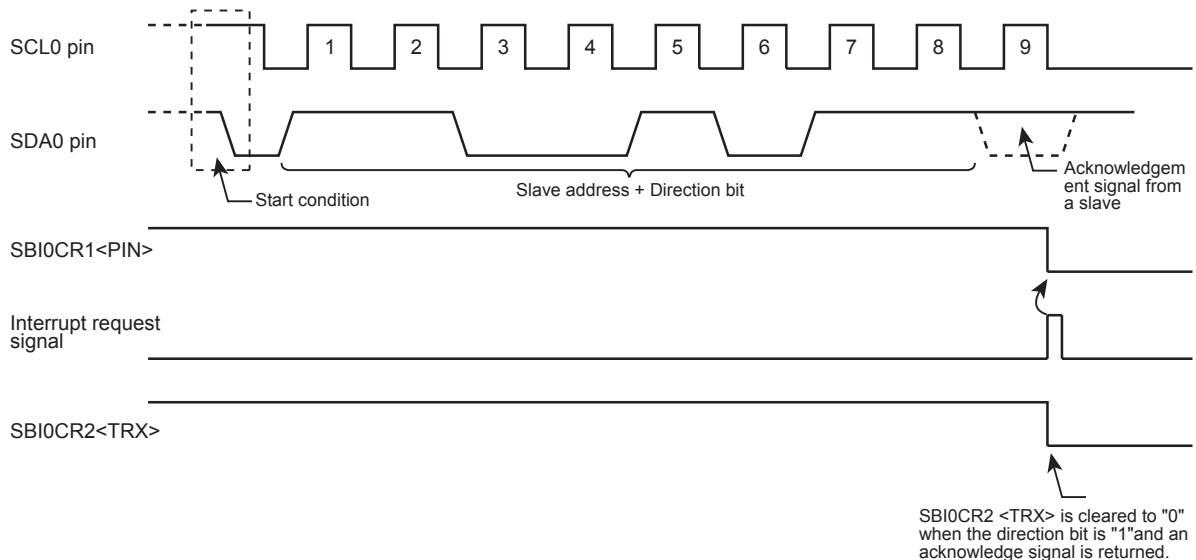 SCL0 pin
1 2 3 4 5 6 7 8 9
SDA0 pin
Start condition
Slave address + Direction bit
Acknowledgem
ent signal from
a slave
SBI0CR1<PIN>
Interrupt request
signal
SBI0CR2<TRX>
SBI0CR2 <TRX> is cleared to "0"
when the direction bit is "1"and an
acknowledge signal is returned.